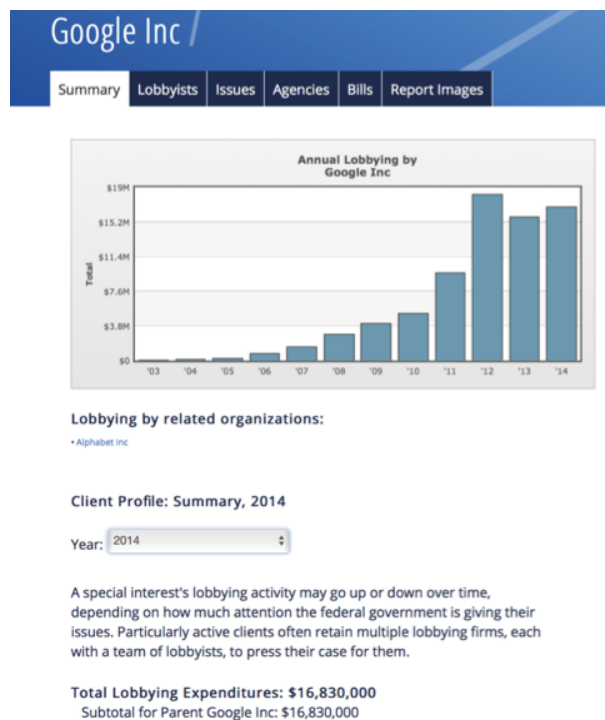 Google Inc /
Summary Lobbyists Issues Agencies Bills Report Images
Annual Lobbying by
Google Inc
$19M
$15.2M
$11.4M
Total
$7.6M
$3.8M
$0
'03 '04 '05 '06 '07 '08 '09 '10 '11 '12 '13 '14
Lobbying by related organizations:
• Alphabet Inc
Client Profile: Summary, 2014
Year: 2014
A special interest's lobbying activity may go up or down over time,
depending on how much attention the federal government is giving their
issues. Particularly active clients often retain multiple lobbying firms, each
with a team of lobbyists, to press their case for them.
Total Lobbying Expenditures: $16,830,000
Subtotal for Parent Google Inc: $16,830,000